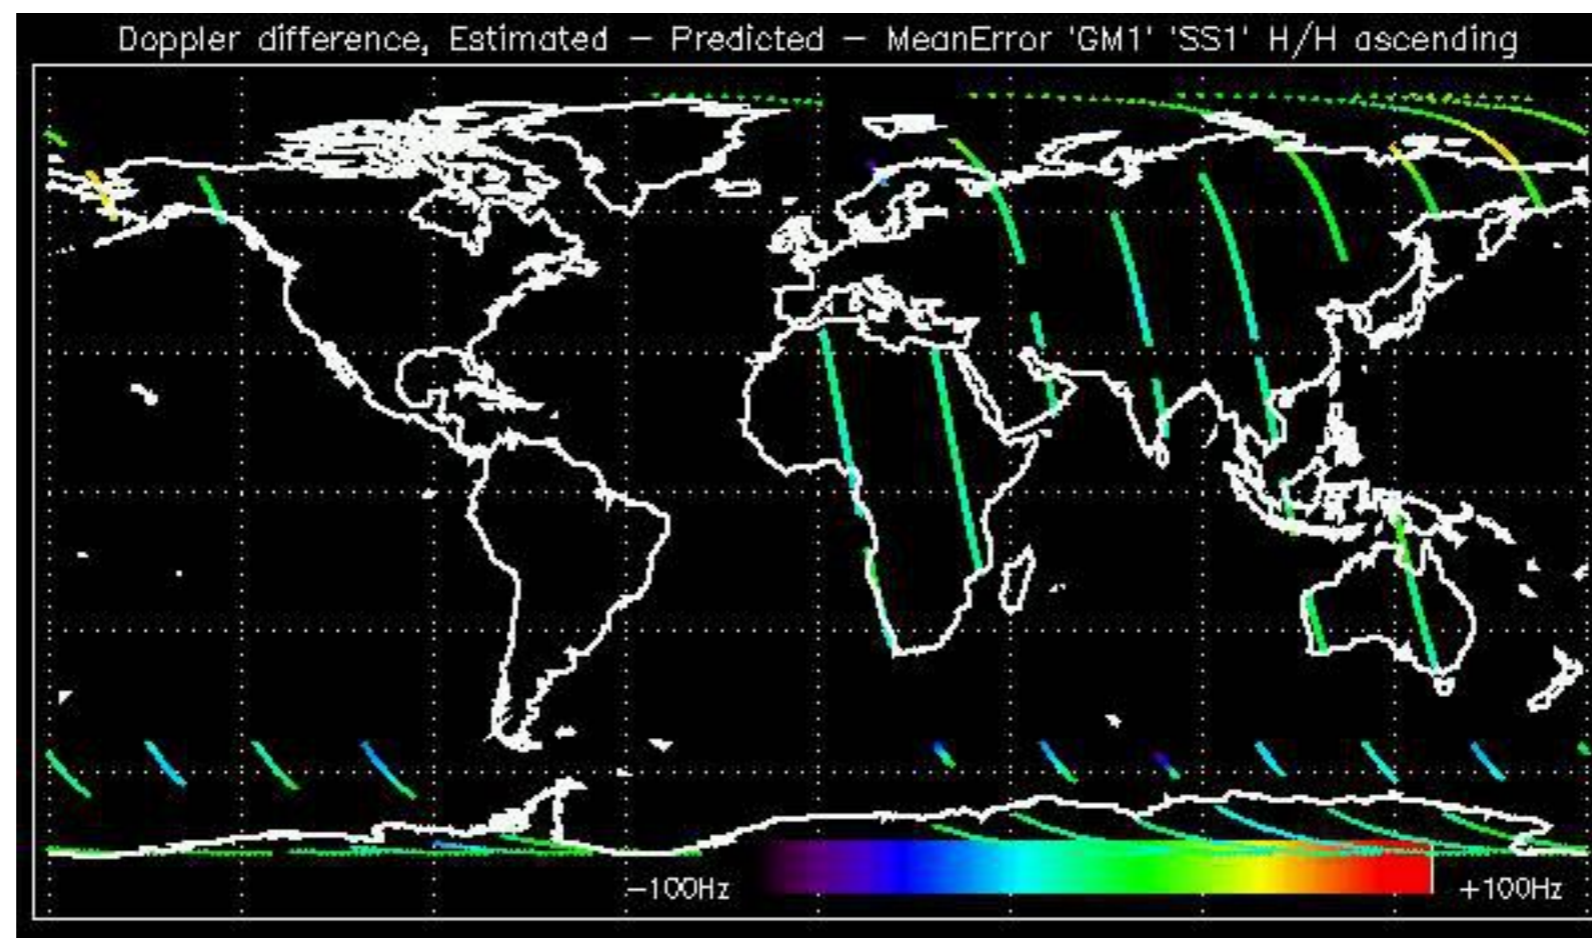 Doppler difference, Estimated – Predicted – MeanError 'GM1' 'SS1' H/H ascending
–100Hz
+100Hz